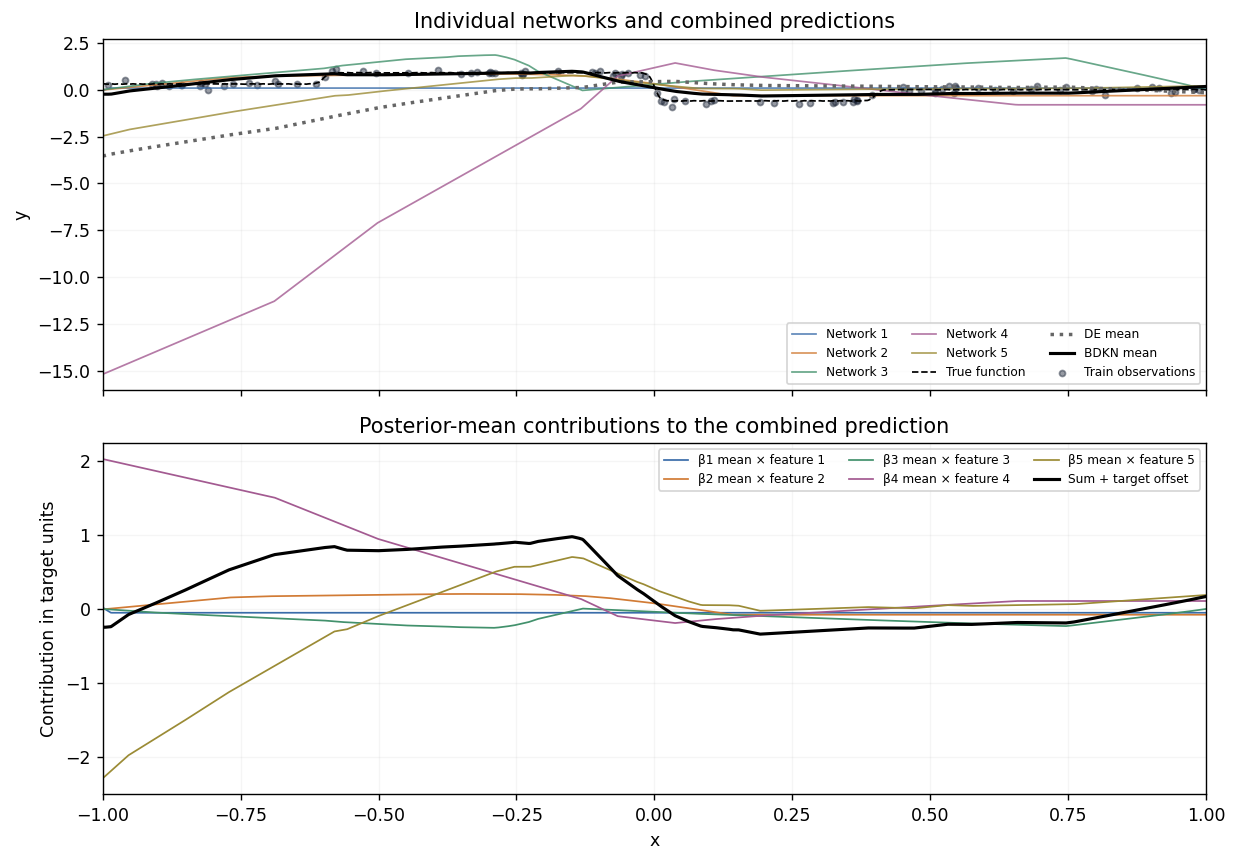 Individual networks and combined predictions
2.5
0.0
−2.5
−5.0
−7.5
−10.0
−12.5
−15.0
y
Network 1
Network 2
Network 3
Network 4
Network 5
True function
DE mean
BDKN mean
Train observations
Posterior-mean contributions to the combined prediction
2
1
0
−1
−2
Contribution in target units
β1 mean × feature 1
β2 mean × feature 2
β3 mean × feature 3
β4 mean × feature 4
β5 mean × feature 5
Sum + target offset
−1.00
−0.75
−0.50
−0.25
0.00
0.25
0.50
0.75
1.00
x